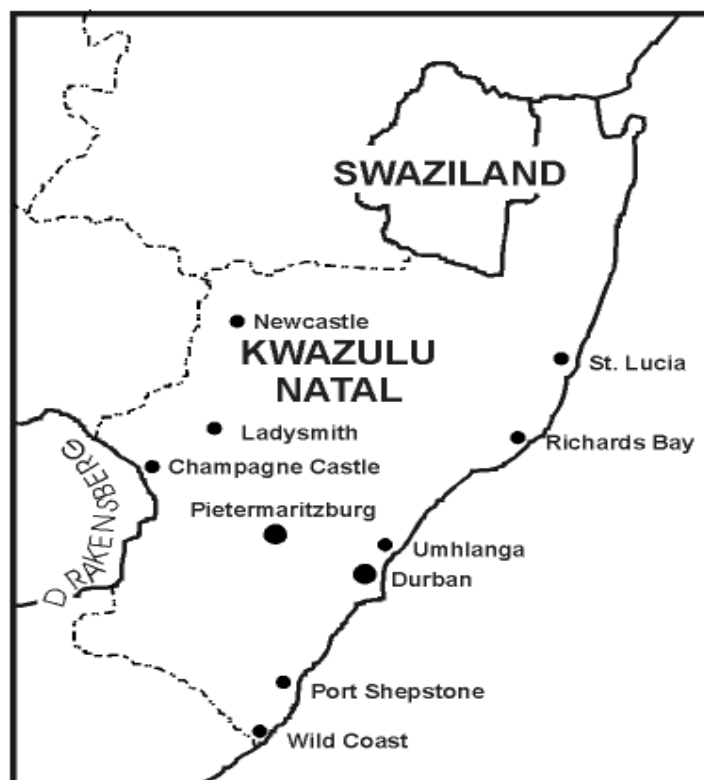 SWAZILAND
Newcastle
KWAZULU
NATAL
St. Lucia
Ladysmith
Richards Bay
Champagne Castle
DRAKENSBERG
Pietermaritzburg
Umhlanga
Durban
Port Shepstone
Wild Coast